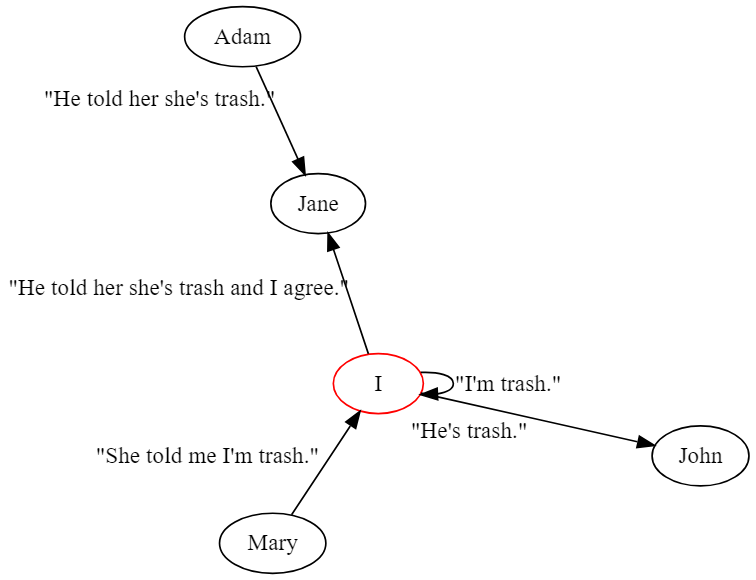 Adam
"He told her she's trash."
Jane
"He told her she's trash and I agree."
I
"I'm trash."
"He's trash."
"She told me I'm trash."
John
Mary